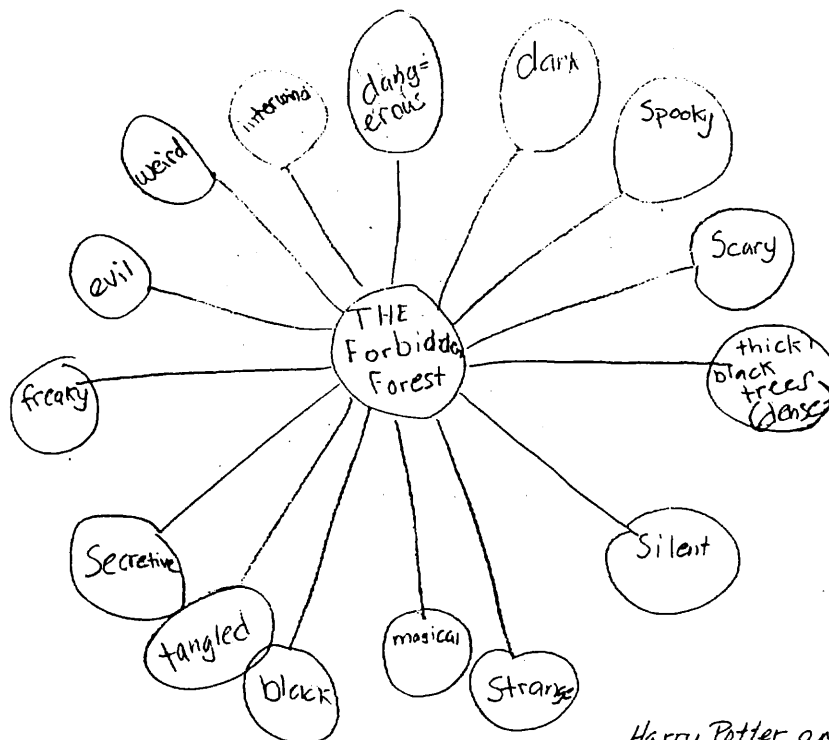 THE
Forbidden
Forest
dang=
erous
dark
Spooky
Scary
thick
black
trees
(dense
Silent
Strange
magical
black
tangled
Secretive
freaky
evil
weird
interwind
Harry Potter an